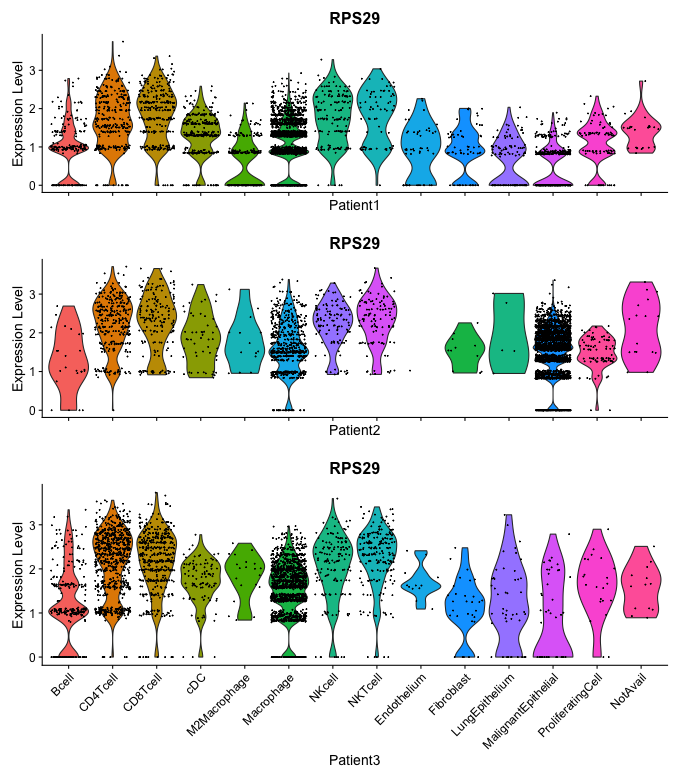 RPS29
Expression Level
3
2
1
0
Patient1
RPS29
Expression Level
3
2
1
0
Patient2
RPS29
Expression Level
3
2
1
0
Bcell
CD4Tcell
CD8Tcell
cDC
M2Macrophage
Macrophage
NKcell
NKTcell
Endothelium
Fibroblast
LungEpithelium
MalignantEpithelial
ProliferatingCell
NotAvail
Patient3